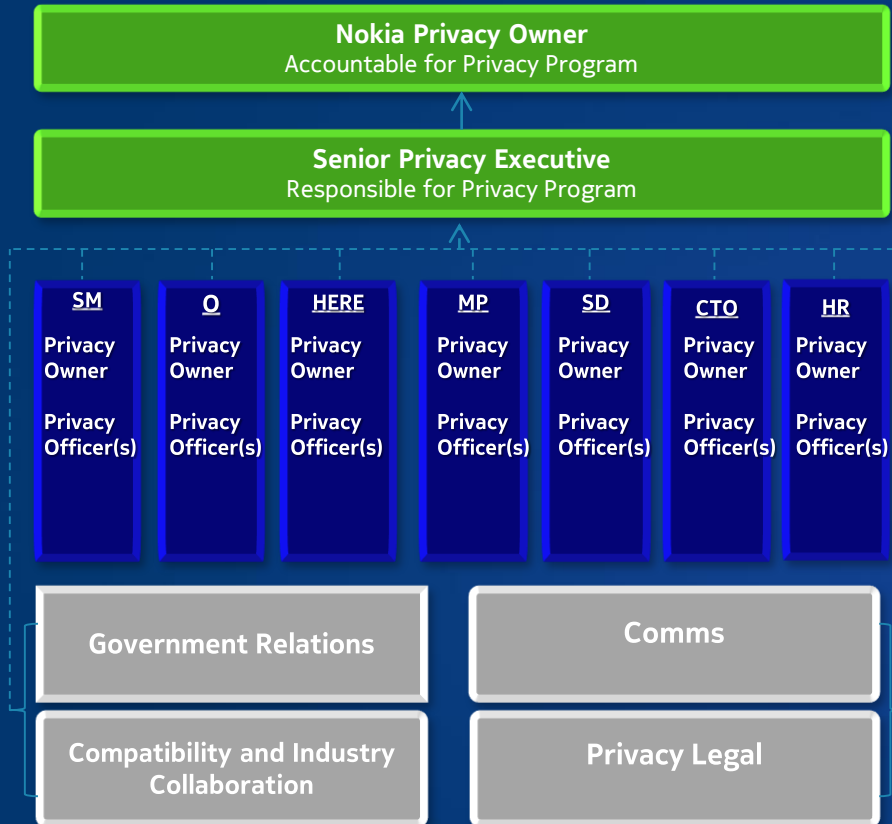 Nokia Privacy Owner
Accountable for Privacy Program
Senior Privacy Executive
Responsible for Privacy Program
SM
Privacy
Owner
Privacy
Officer(s)
O
Privacy
Owner
Privacy
Officer(s)
HERE
Privacy
Owner
Privacy
Officer(s)
MP
Privacy
Owner
Privacy
Officer(s)
SD
Privacy
Owner
Privacy
Officer(s)
CTO
Privacy
Owner
Privacy
Officer(s)
HR
Privacy
Owner
Privacy
Officer(s)
Government Relations
Comms
Compatibility and Industry
Collaboration
Privacy Legal